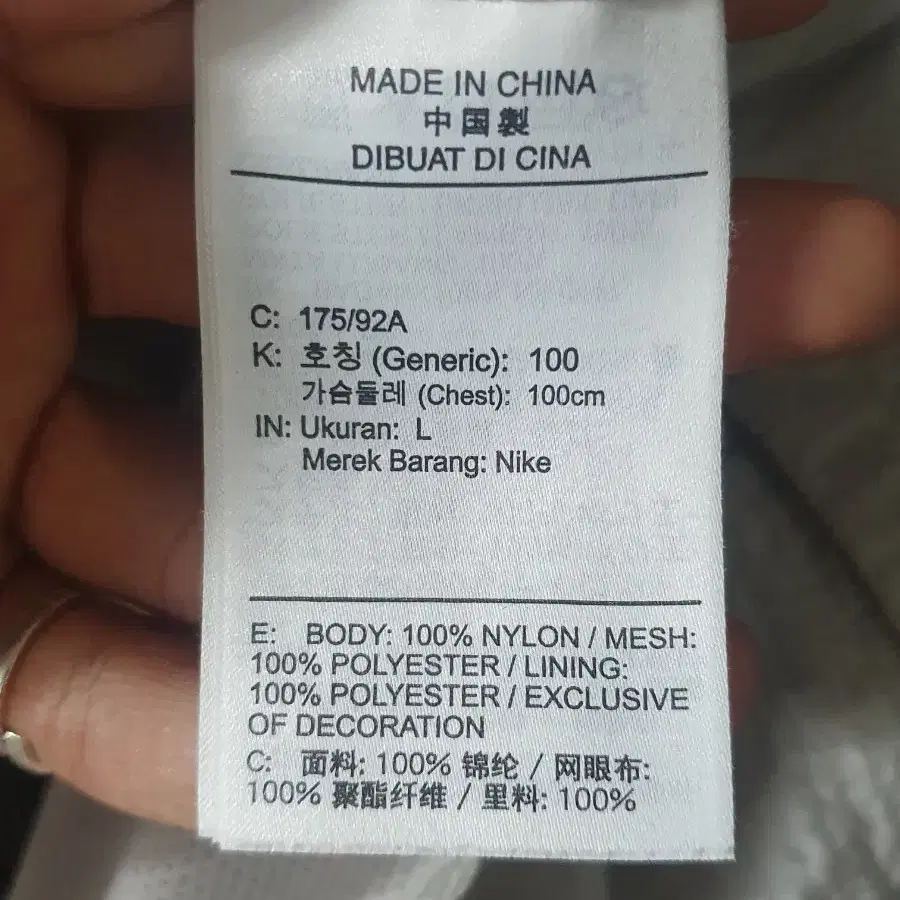 MADE IN CHINA
中国製
DIBUAT DI CINA
C: 175/92A
K: 호칭 (Generic): 100
가슴둘레 (Chest): 100cm
IN: Ukuran: L
Merek Barang: Nike
E: BODY: 100% NYLON / MESH:
100% POLYESTER / LINING:
100% POLYESTER / EXCLUSIVE
OF DECORATION
C: 面料: 100% 锦纶 / 网眼布:
100% 聚酯纤维 / 里料: 100%